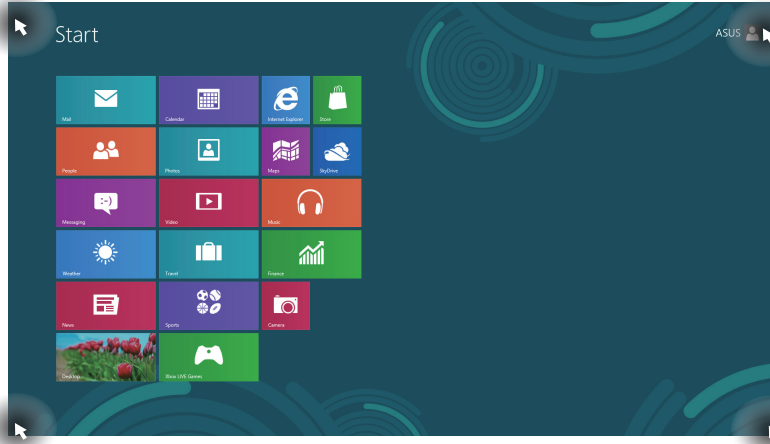 Start
ASUS
Mail
Calendar
Internet Explorer
Store
People
Photos
Maps
SkyDrive
:-)
Messaging
Video
Music
Weather
Travel
Finance
News
Sports
Camera
Desktop
Xbox LIVE Games